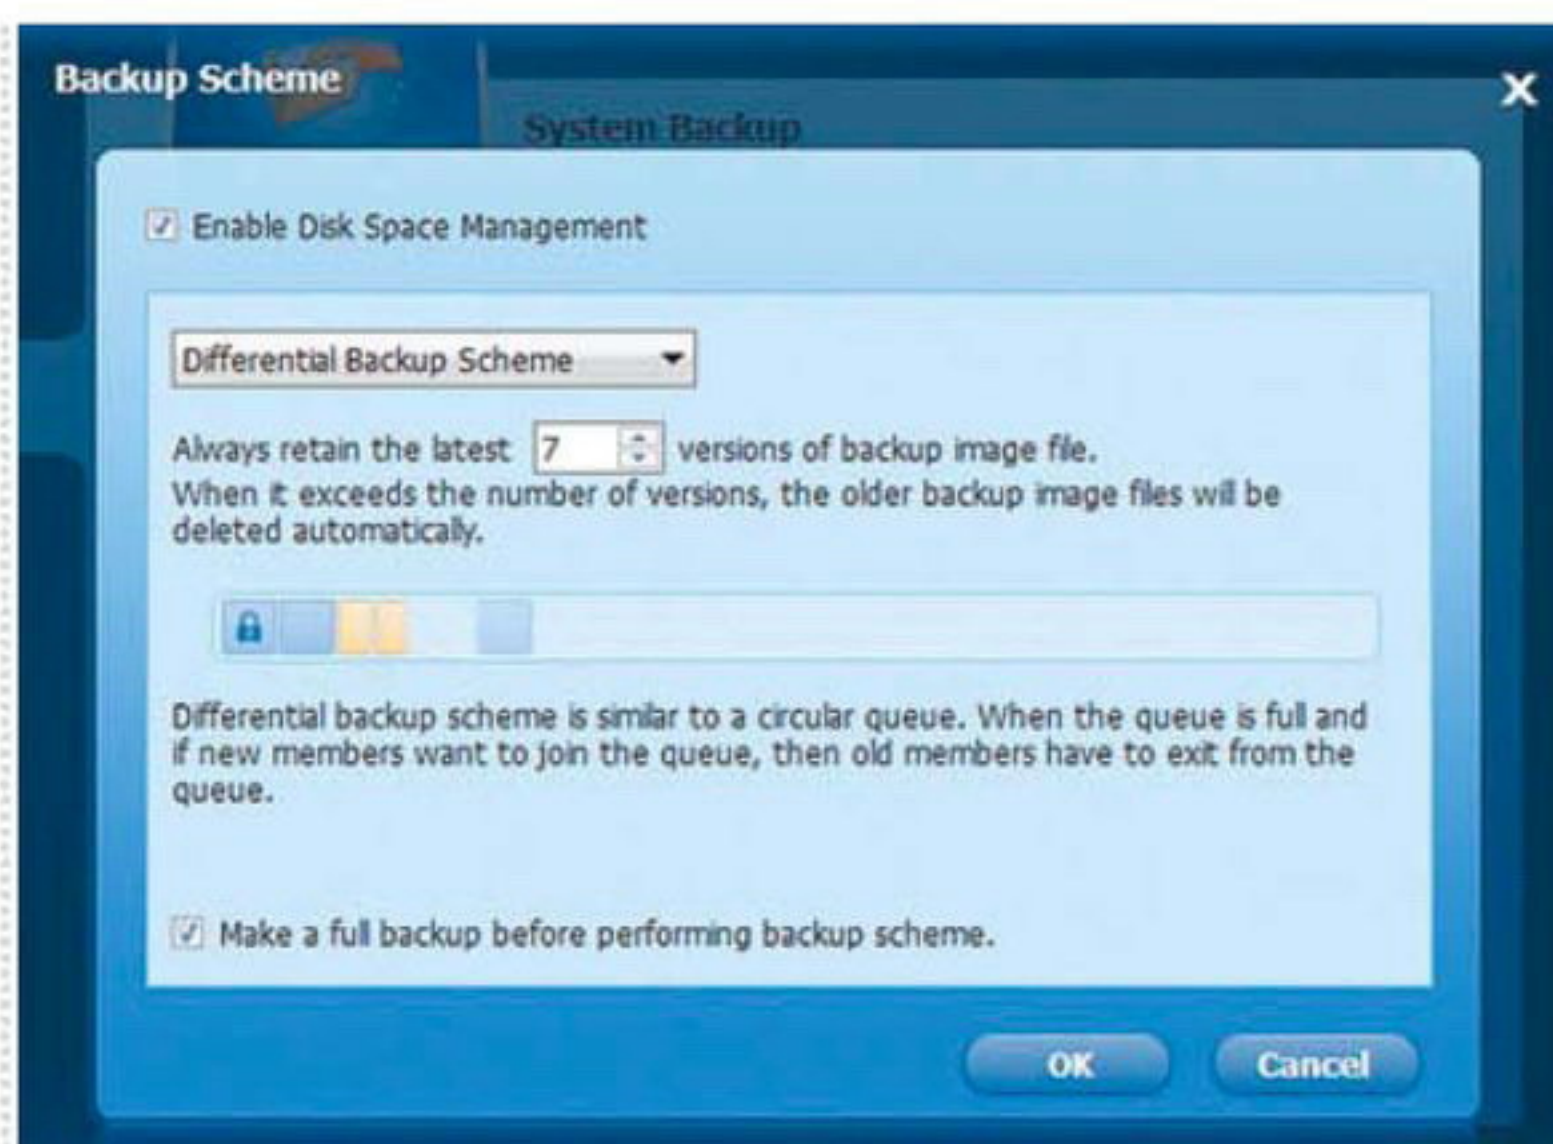 Backup Scheme
System Backup
Enable Disk Space Management
Differential Backup Scheme
Always retain the latest 7 versions of backup image file.
When it exceeds the number of versions, the older backup image files will be
deleted automatically.
Differential backup scheme is similar to a circular queue. When the queue is full and
if new members want to join the queue, then old members have to exit from the
queue.
Make a full backup before performing backup scheme.
OK
Cancel